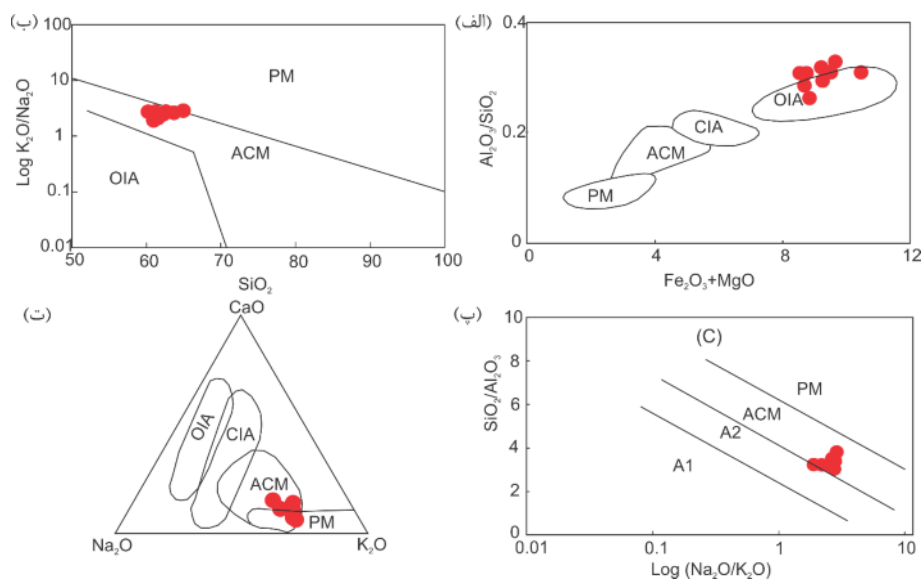 (ب)
100
10
1
0.1
0.01
Log K₂O/Na₂O
PM
ACM
OIA
50
60
70
80
90
100
SiO₂
(الف)
0.4
0.2
0
Al₂O₃/SiO₂
OIA
CIA
ACM
PM
0
4
8
12
Fe₂O₃+MgO
(ت)
CaO
OIA
CIA
ACM
PM
Na₂O
K₂O
(پ)
(C)
10
8
6
4
2
0
SiO₂/Al₂O₃
PM
ACM
A2
A1
0.01
0.1
1
10
Log (Na₂O/K₂O)